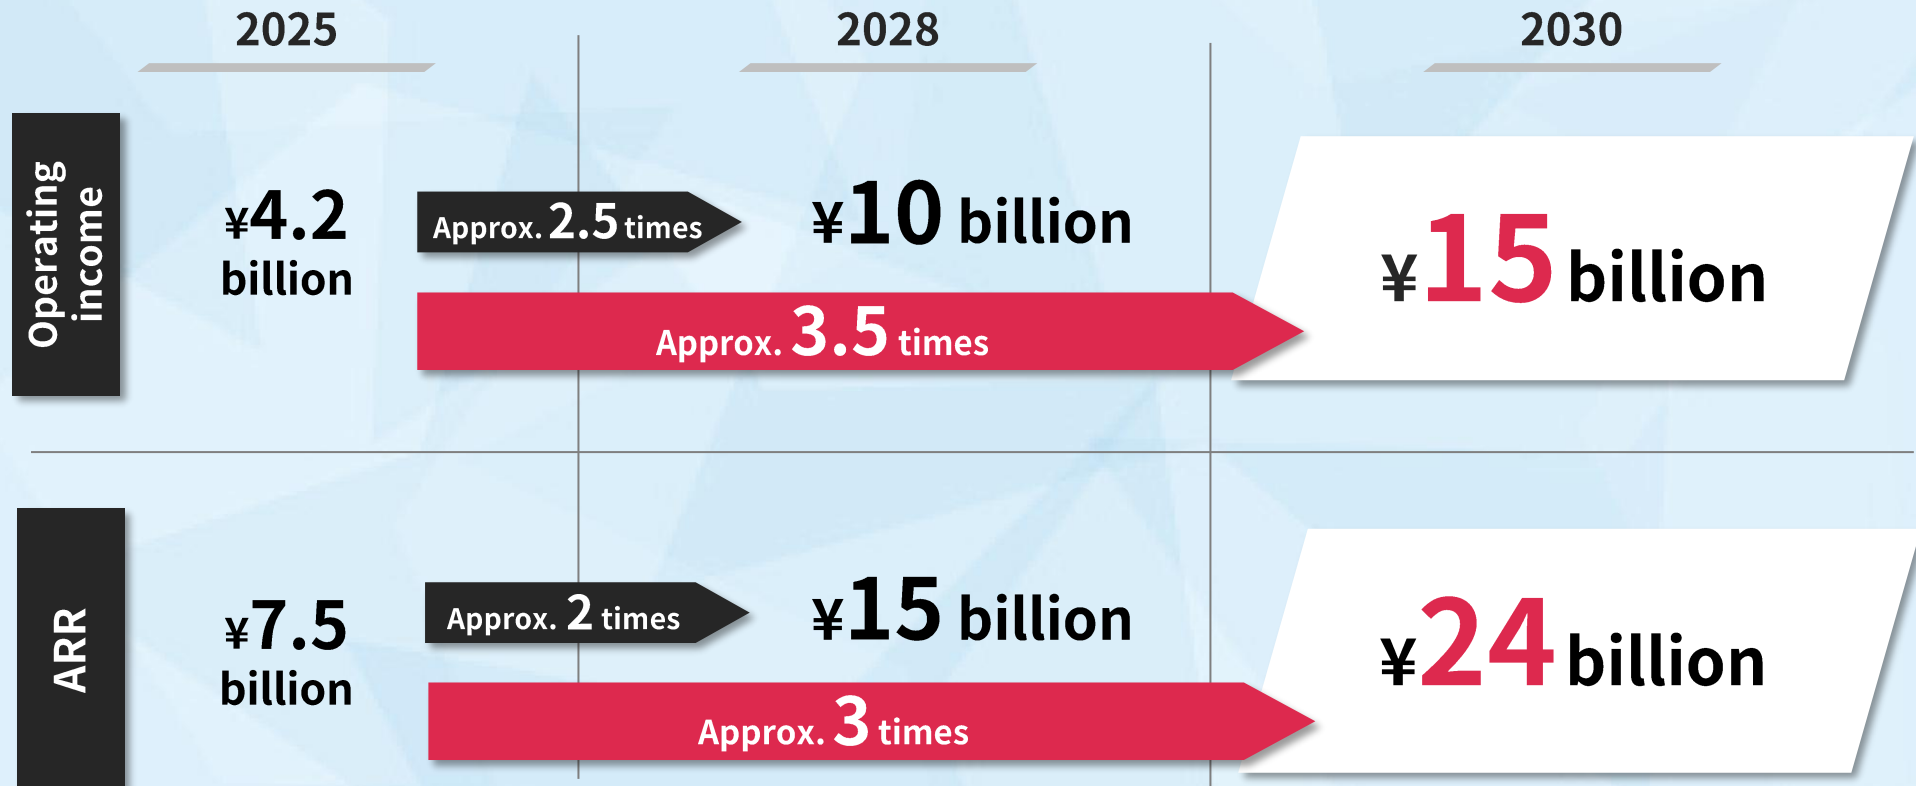 2025
2028
2030
Operating
income
¥4.2
billion
Approx. 2.5 times
¥10 billion
Approx. 3.5 times
¥15 billion
ARR
¥7.5
billion
Approx. 2 times
¥15 billion
Approx. 3 times
¥24 billion